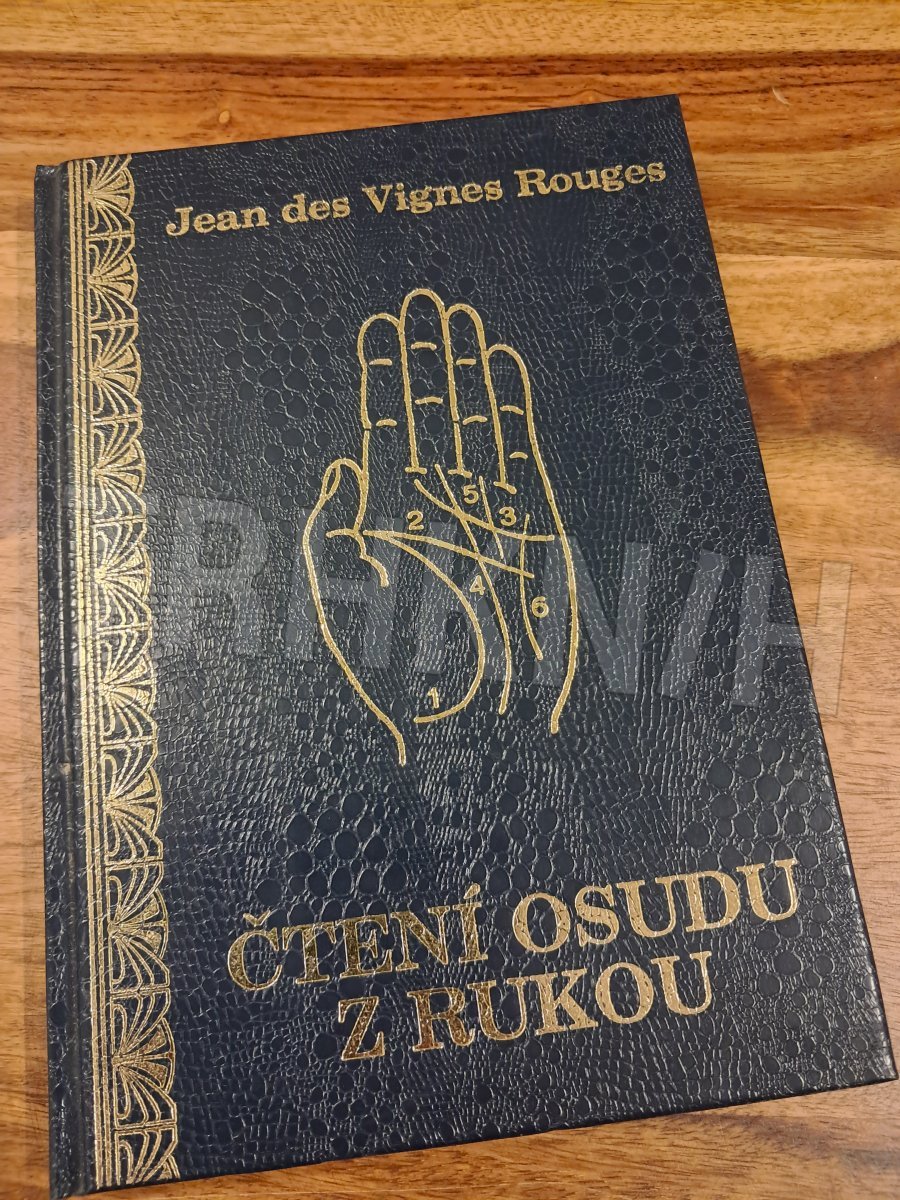 Jean des Vignes Rouges
5
2
3
4
6
1
ČTENÍ OSUDU
Z RUKOU